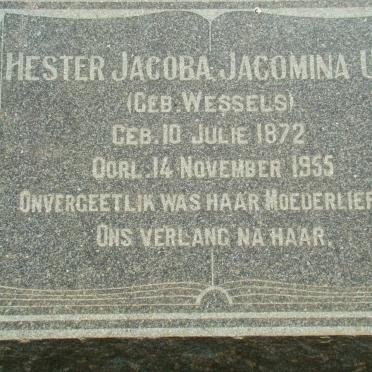 HESTER JACOBA JACOMINA
(GEB. WESSELS)
GEB. 10 JULIE 1872
OORL. 14 NOVEMBER 1955
ONVERGEETLIK WAS HAAR
ONS VERLANG NA HAAR.